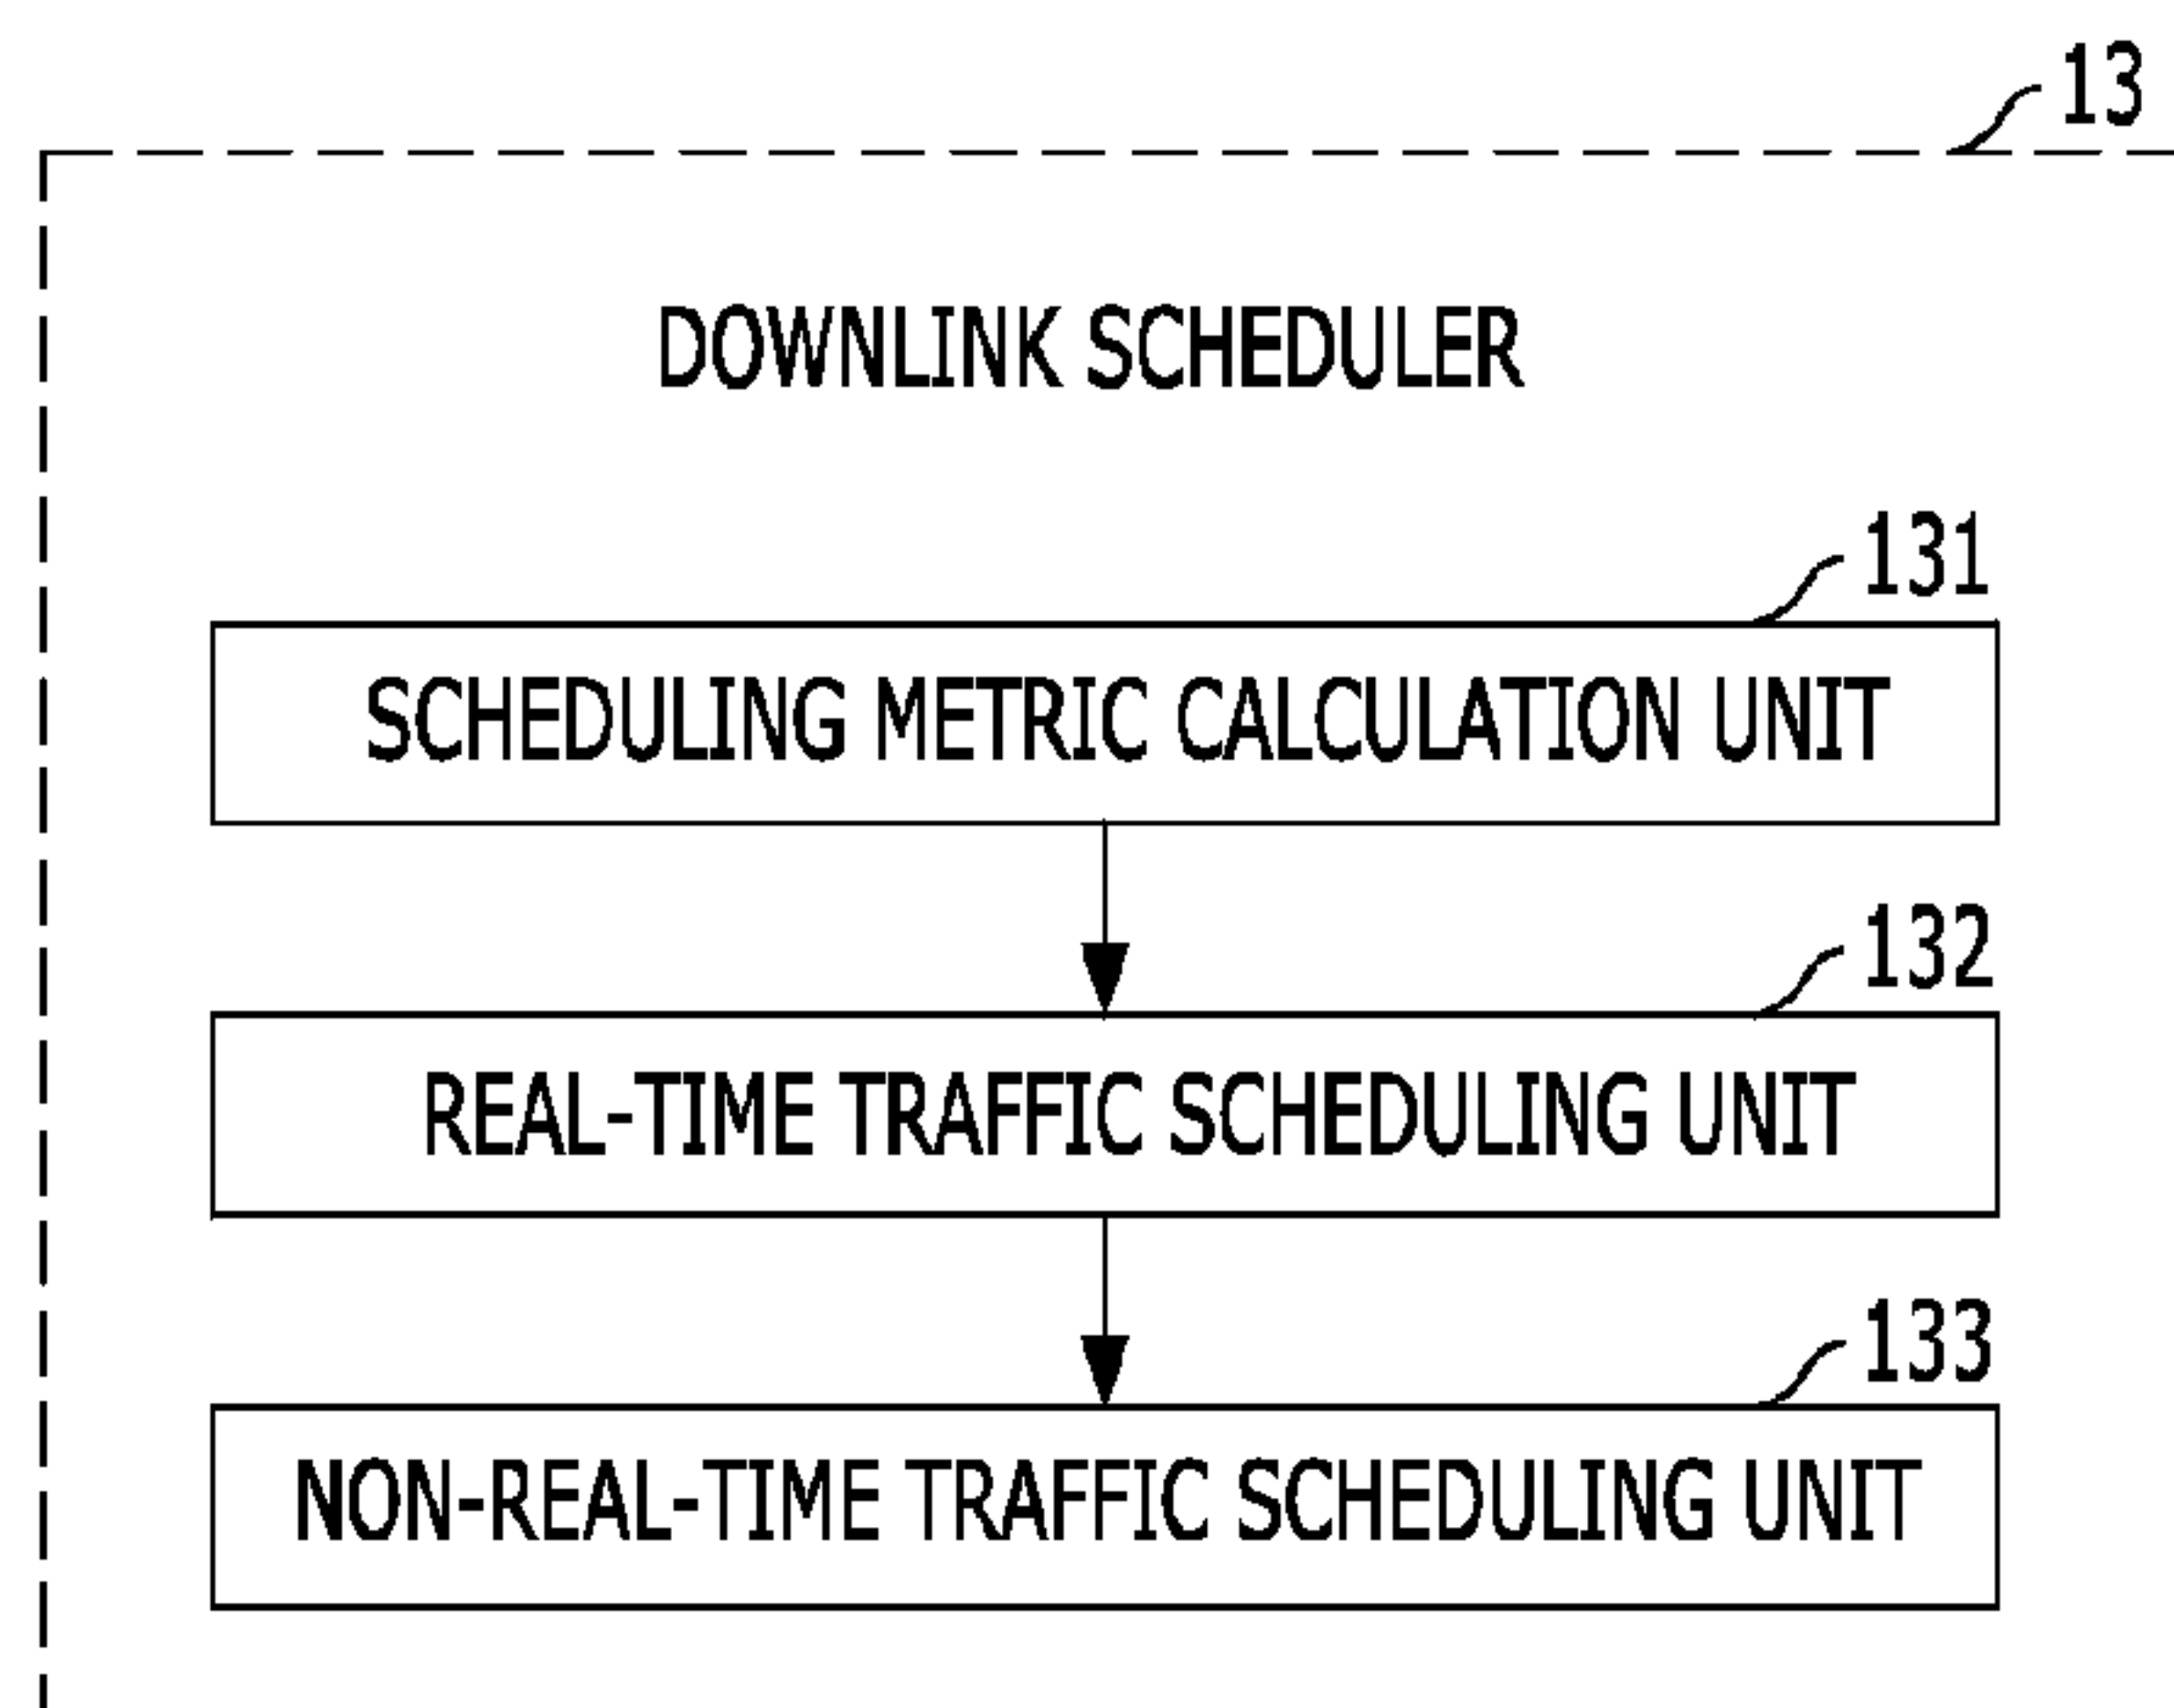 13
DOWNLINK SCHEDULER
131
SCHEDULING METRIC CALCULATION UNIT
132
REAL-TIME TRAFFIC SCHEDULING UNIT
133
NON-REAL-TIME TRAFFIC SCHEDULING UNIT